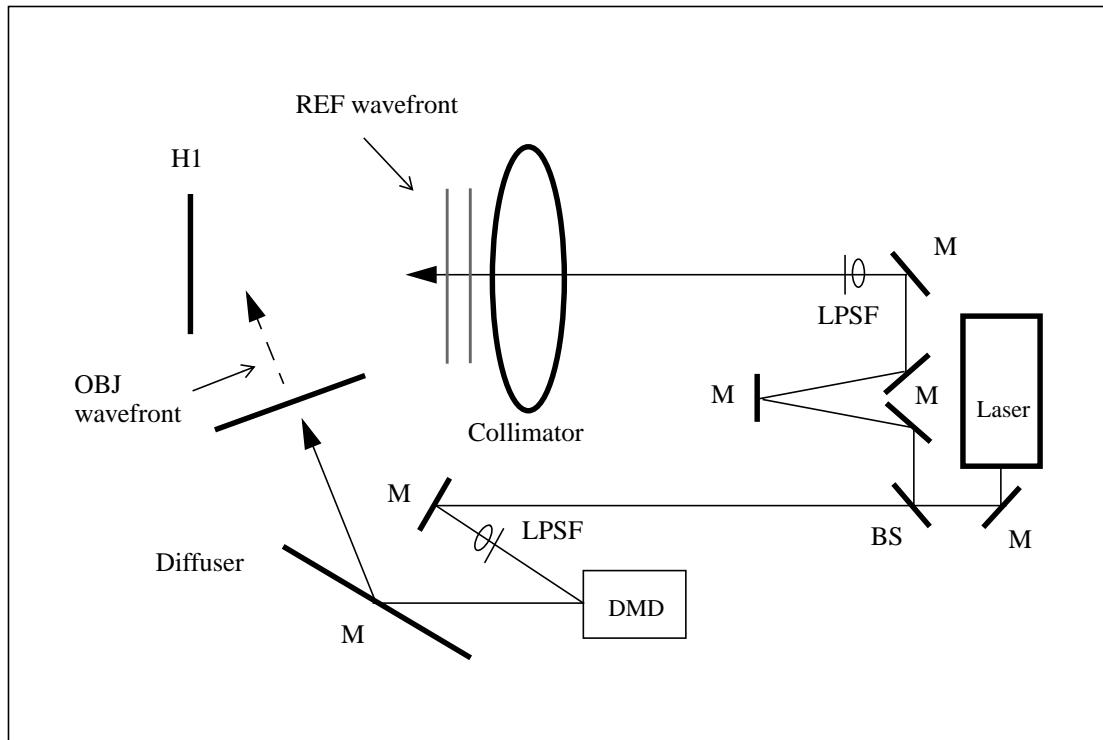 REF wavefront
H1
M
LPSF
OBJ
wavefront
M
M
Laser
Collimator
M
LPSF
BS
M
Diffuser
DMD
M